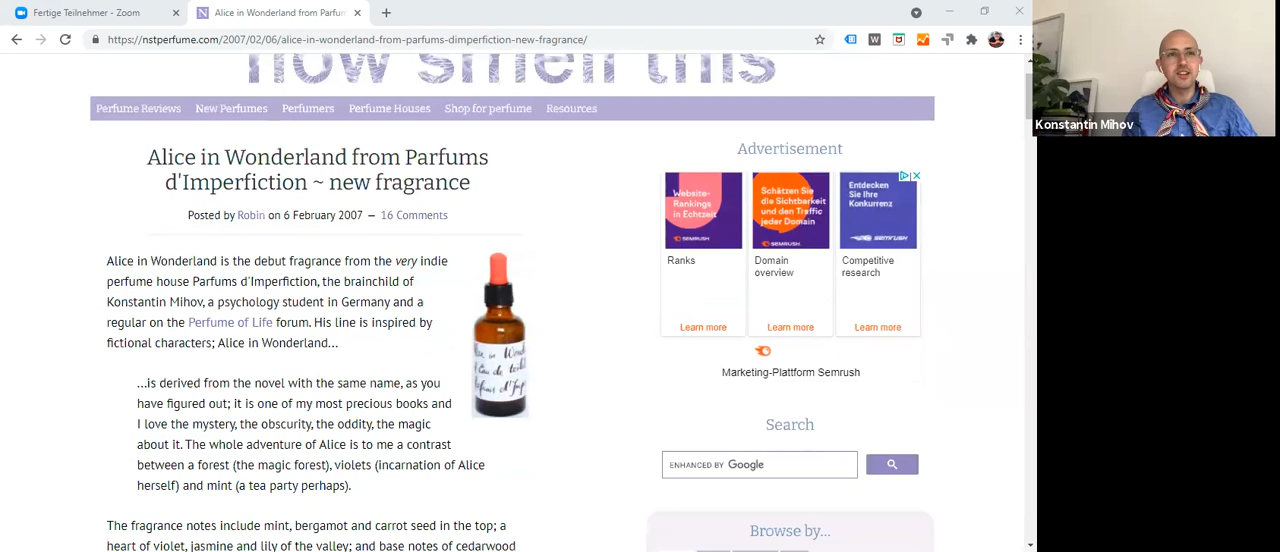 Fertige Teilnehmer - Zoom
Alice in Wonderland from Parfum
https://nstperfume.com/2007/02/06/alice-in-wonderland-from-parfums-dimperfiction-new-fragrance/
now smell this
Perfume Reviews New Perfumes Perfumers Perfume Houses Shop for perfume Resources
Alice in Wonderland from Parfums
d'Imperfiction ~ new fragrance
Posted by Robin on 6 February 2007 — 16 Comments
Alice in Wonderland is the debut fragrance from the very indie
perfume house Parfums d'Imperfiction, the brainchild of
Konstantin Mihov, a psychology student in Germany and a
regular on the Perfume of Life forum. His line is inspired by
fictional characters; Alice in Wonderland...
...is derived from the novel with the same name, as you
have figured out; it is one of my most precious books and
I love the mystery, the obscurity, the oddity, the magic
about it. The whole adventure of Alice is to me a contrast
between a forest (the magic forest), violets (incarnation of Alice
herself) and mint (a tea party perhaps).
The fragrance notes include mint, bergamot and carrot seed in the top; a
heart of violet, jasmine and lily of the valley; and base notes of cedarwood
Advertisement
Website-
Rankings
in Echtzeit
SEMRUSH
Ranks
Learn more
Schätzen Sie
die Sichtbarkeit
und den Traffic
jeder Domain
SEMRUSH
Domain
overview
Learn more
Entdecken
Sie Ihre
Konkurrenz
SEMRUSH
Competitive
research
Learn more
Marketing-Plattform Semrush
Search
ENHANCED BY Google
Browse by...
Konstantin Mihov